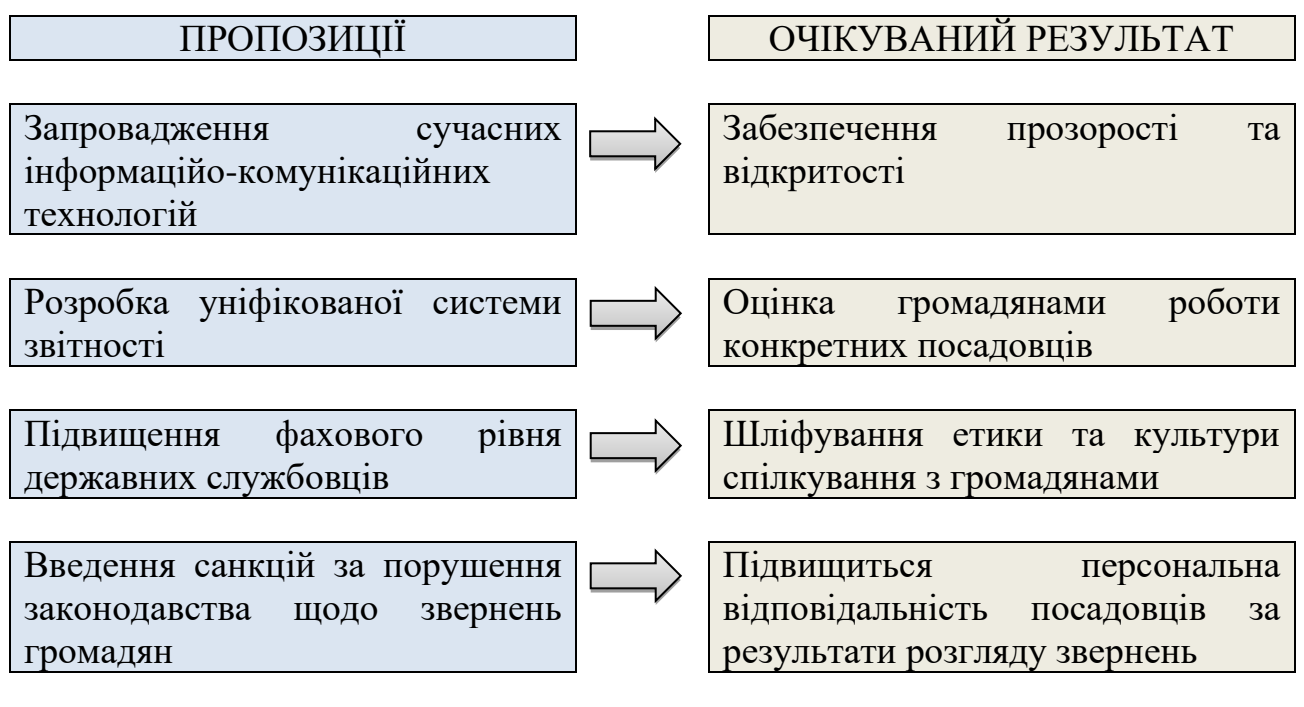 ПРОПОЗИЦІЇ
ОЧІКУВАНИЙ РЕЗУЛЬТАТ
Запровадження сучасних
інформаційо-комунікаційних
технологій
Забезпечення прозорості та
відкритості
Розробка уніфікованої системи
звітності
Оцінка громадянами роботи
конкретних посадовців
Підвищення фахового рівня
державних службовців
Шліфування етики та культури
спілкування з громадянами
Введення санкцій за порушення
законодавства щодо звернень
громадян
Підвищиться персональна
відповідальність посадовців за
результати розгляду звернень